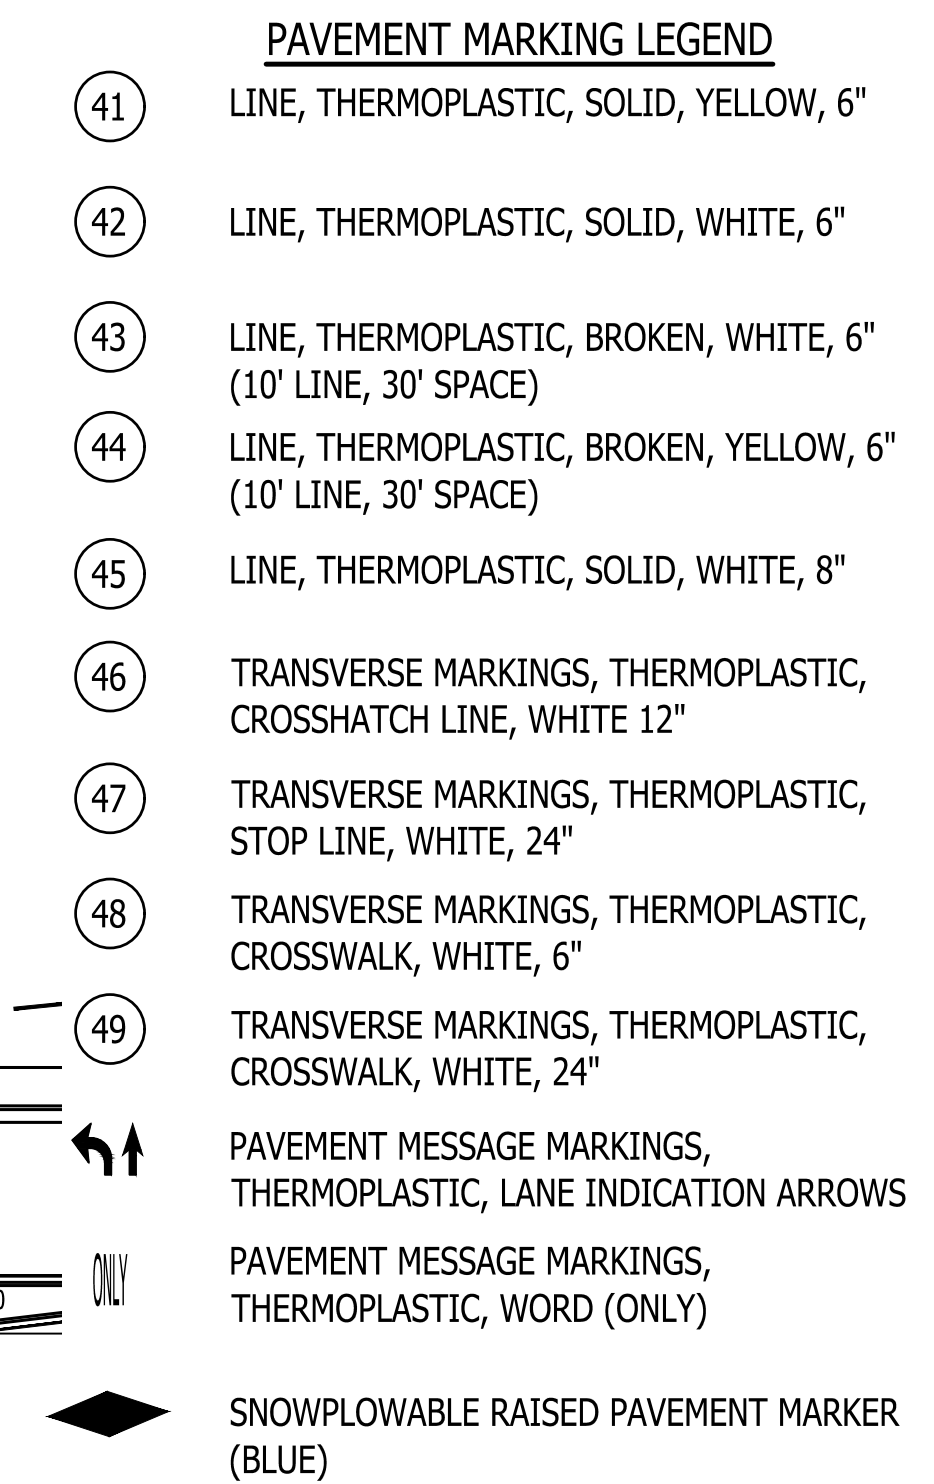 PAVEMENT MARKING LEGEND
41 LINE, THERMOPLASTIC, SOLID, YELLOW, 6"
42 LINE, THERMOPLASTIC, SOLID, WHITE, 6"
43 LINE, THERMOPLASTIC, BROKEN, WHITE, 6"
(10' LINE, 30' SPACE)
44 LINE, THERMOPLASTIC, BROKEN, YELLOW, 6"
(10' LINE, 30' SPACE)
45 LINE, THERMOPLASTIC, SOLID, WHITE, 8"
46 TRANSVERSE MARKINGS, THERMOPLASTIC,
CROSSHATCH LINE, WHITE 12"
47 TRANSVERSE MARKINGS, THERMOPLASTIC,
STOP LINE, WHITE, 24"
48 TRANSVERSE MARKINGS, THERMOPLASTIC,
CROSSWALK, WHITE, 6"
49 TRANSVERSE MARKINGS, THERMOPLASTIC,
CROSSWALK, WHITE, 24"
PAVEMENT MESSAGE MARKINGS,
THERMOPLASTIC, LANE INDICATION ARROWS
ONLY PAVEMENT MESSAGE MARKINGS,
THERMOPLASTIC, WORD (ONLY)
SNOWPLOWABLE RAISED PAVEMENT MARKER
(BLUE)